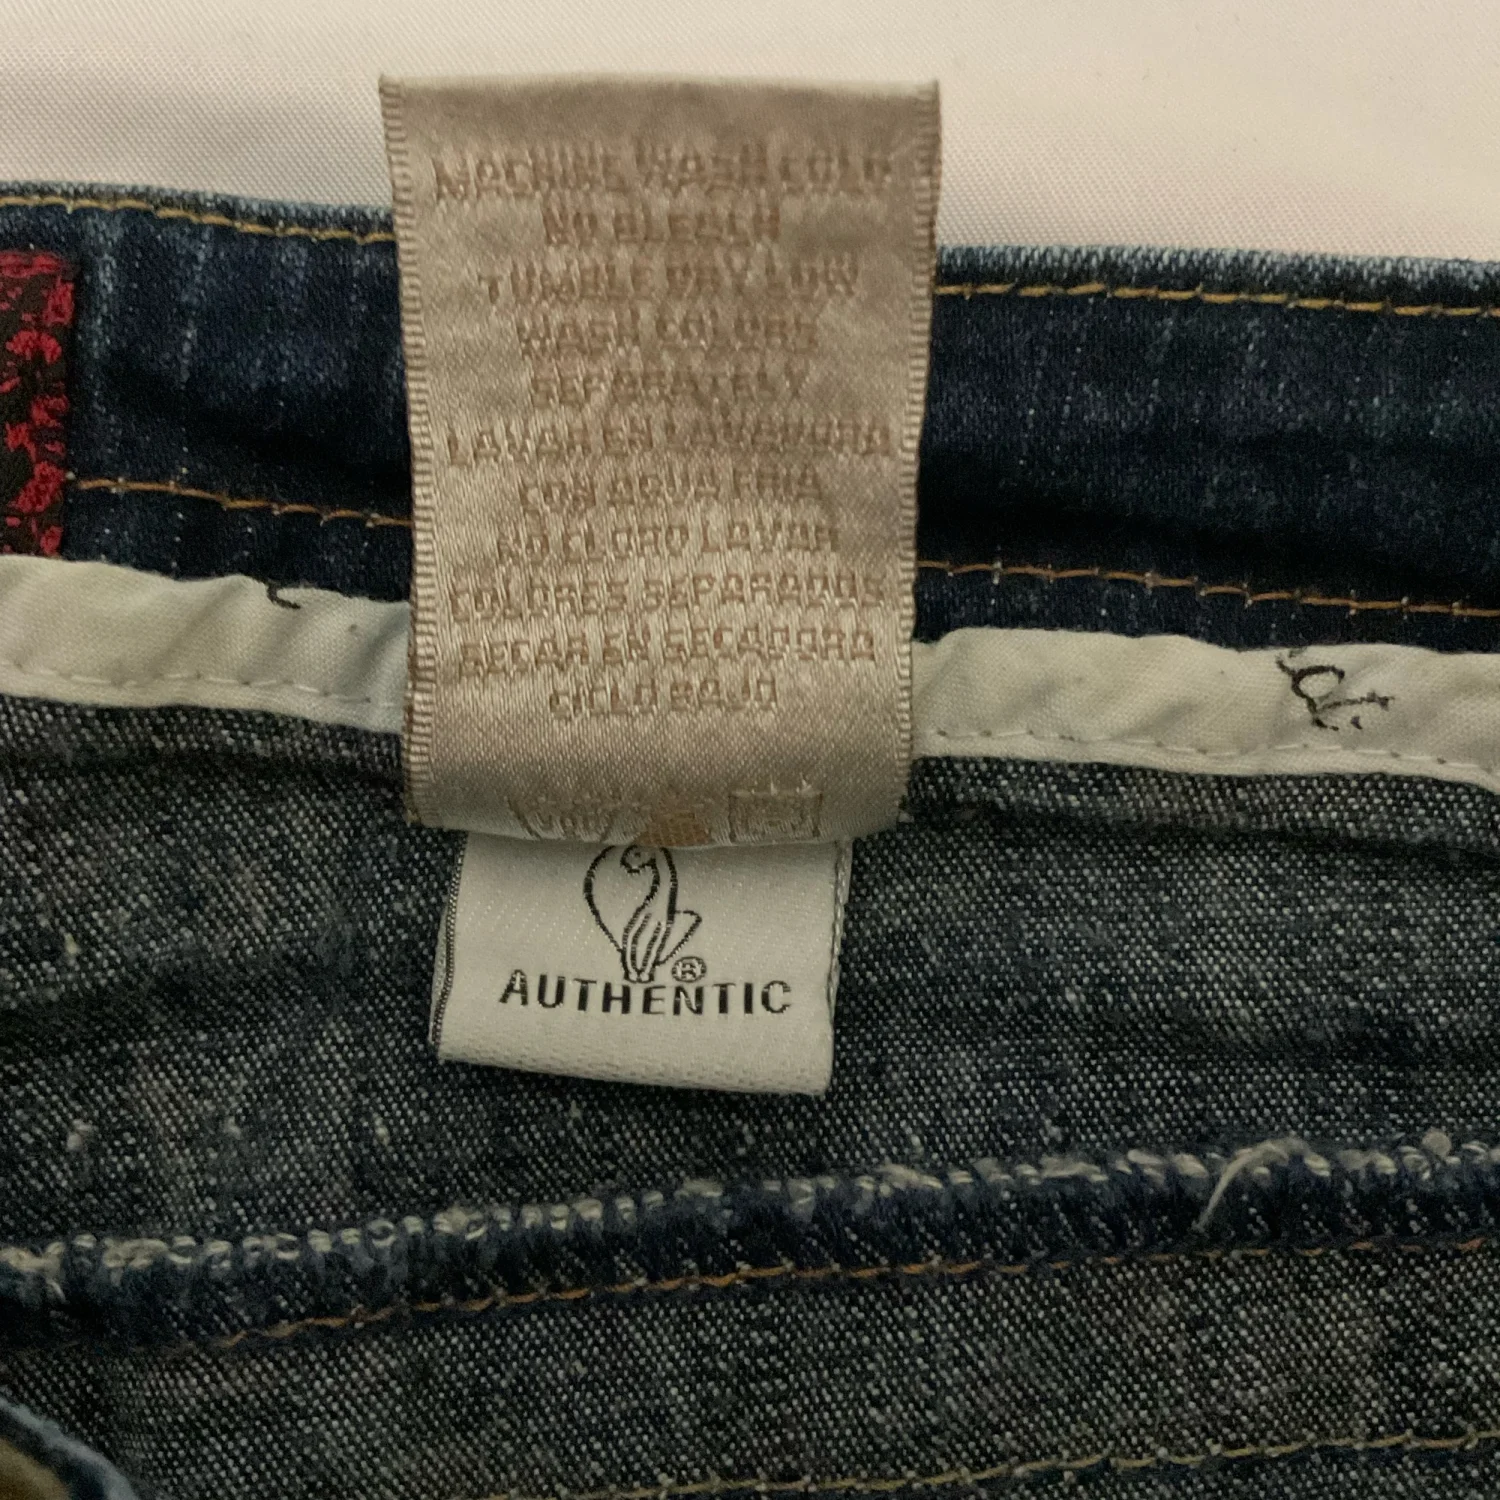 MACHINE WASH COLD
NO BLEACH
TUMBLE DRY LOW
WASH COLORS
SEPARATELY
LAVAR EN LAVADORA
CON AGUA FRIA
NO CLORO LAVAR
COLORES SEPARADOS
SECAR EN SECADORA
CICLO BAJO
®
AUTHENTIC